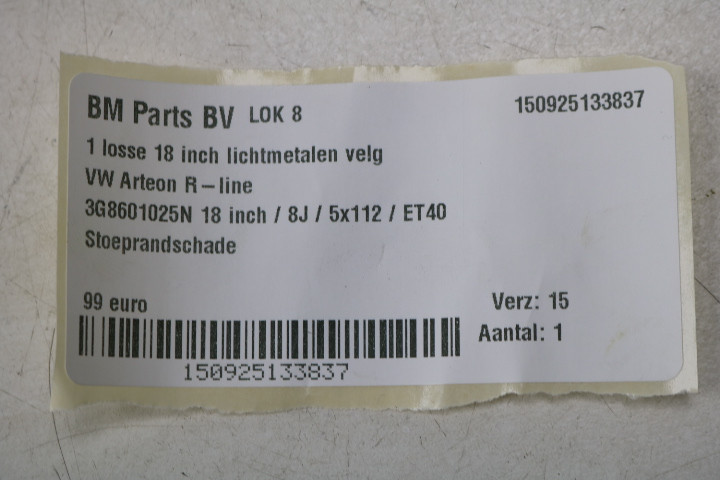 BM Parts BV LOK 8 150925133837
1 losse 18 inch lichtmetalen velg
VW Arteon R-line
3G8601025N 18 inch / 8J / 5x112 / ET40
Stoeprandschade
99 euro Verz: 15
Aantal: 1
150925133837